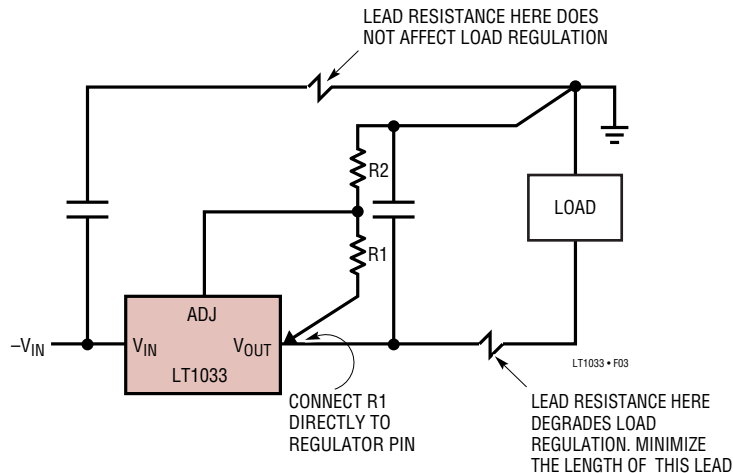 LEAD RESISTANCE HERE DOES
NOT AFFECT LOAD REGULATION
R2
LOAD
R1
ADJ
–VIN
VIN
VOUT
LT1033
LT1033 • F03
CONNECT R1
DIRECTLY TO
REGULATOR PIN
LEAD RESISTANCE HERE
DEGRADES LOAD
REGULATION. MINIMIZE
THE LENGTH OF THIS LEAD